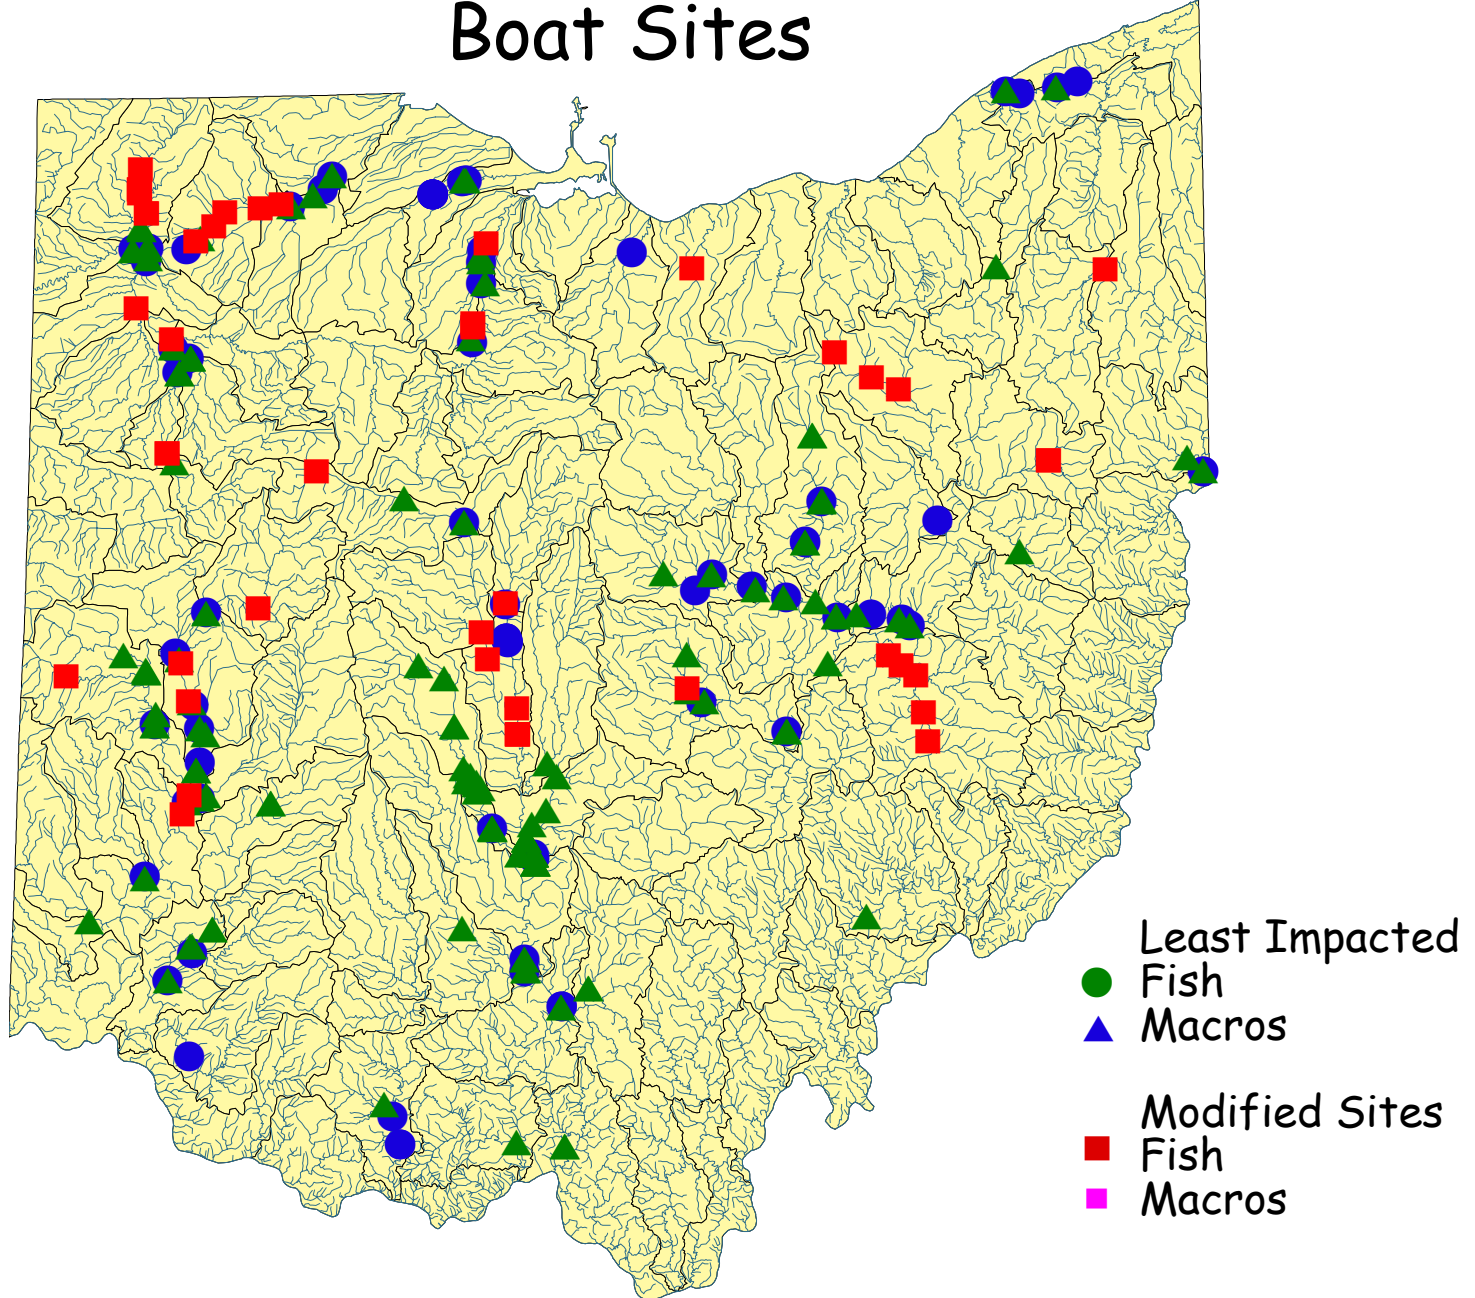 Boat Sites
Least Impacted
Fish
Macros
Modified Sites
Fish
Macros